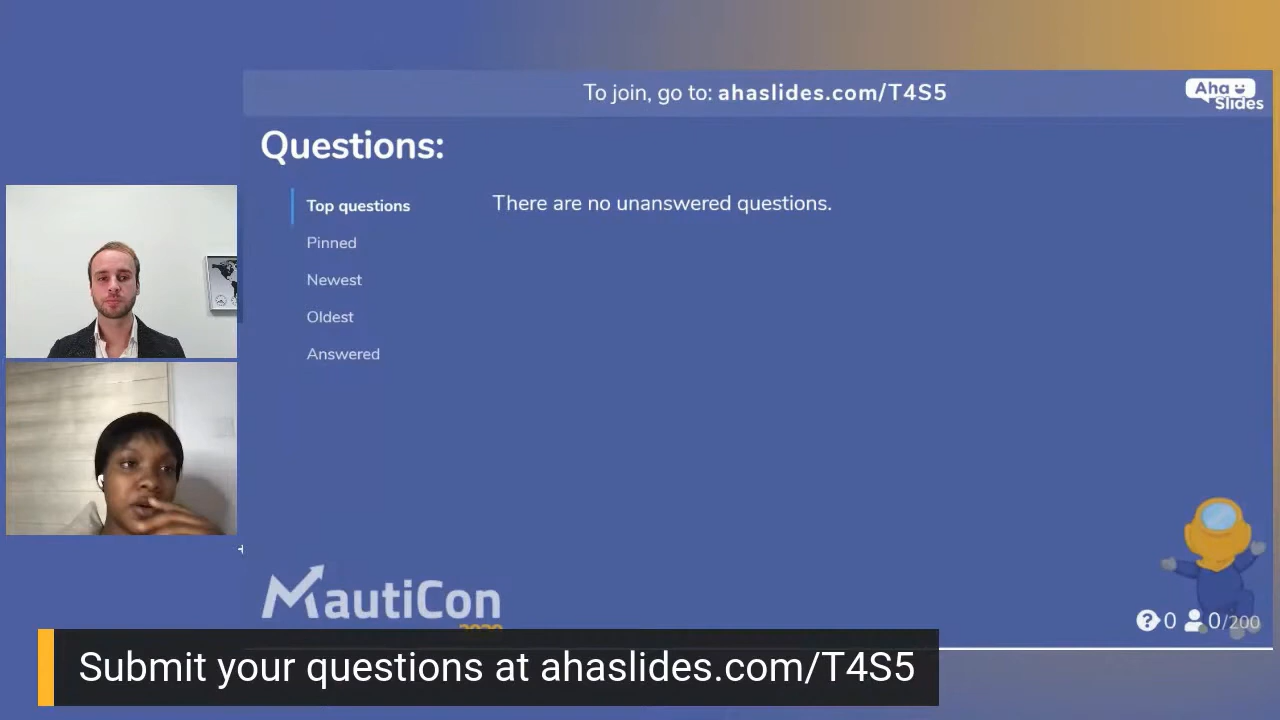 To join, go to: ahaslides.com/T4S5
Aha
Slides
Questions:
Top questions
There are no unanswered questions.
Pinned
Newest
Oldest
Answered
MautiCon
0 0/200
Submit your questions at ahaslides.com/T4S5